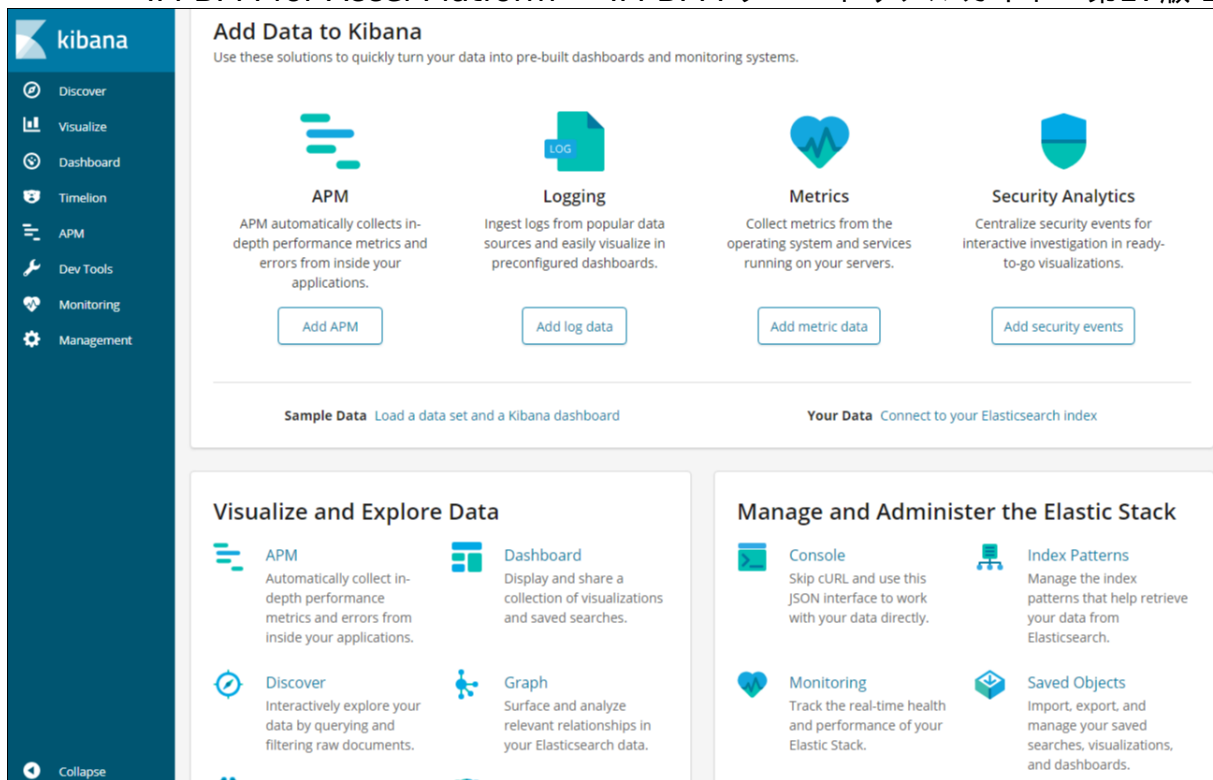 kibana
Discover
Visualize
Dashboard
Timelion
APM
Dev Tools
Monitoring
Management
Collapse
Add Data to Kibana
Use these solutions to quickly turn your data into pre-built dashboards and monitoring systems.
APM
APM automatically collects in-
depth performance metrics and
errors from inside your
applications.
Add APM
LOG
Logging
Ingest logs from popular data
sources and easily visualize in
preconfigured dashboards.
Add log data
Metrics
Collect metrics from the
operating system and services
running on your servers.
Add metric data
Security Analytics
Centralize security events for
interactive investigation in ready-
to-go visualizations.
Add security events
Sample Data Load a data set and a Kibana dashboard
Your Data Connect to your Elasticsearch index
Visualize and Explore Data
APM
Automatically collect in-
depth performance
metrics and errors from
inside your applications.
Dashboard
Display and share a
collection of visualizations
and saved searches.
Discover
Interactively explore your
data by querying and
filtering raw documents.
Graph
Surface and analyze
relevant relationships in
your Elasticsearch data.
Manage and Administer the Elastic Stack
Console
Skip cURL and use this
JSON interface to work
with your data directly.
Index Patterns
Manage the index
patterns that help retrieve
your data from
Elasticsearch.
Monitoring
Track the real-time health
and performance of your
Elastic Stack.
Saved Objects
Import, export, and
manage your saved
searches, visualizations,
and dashboards.